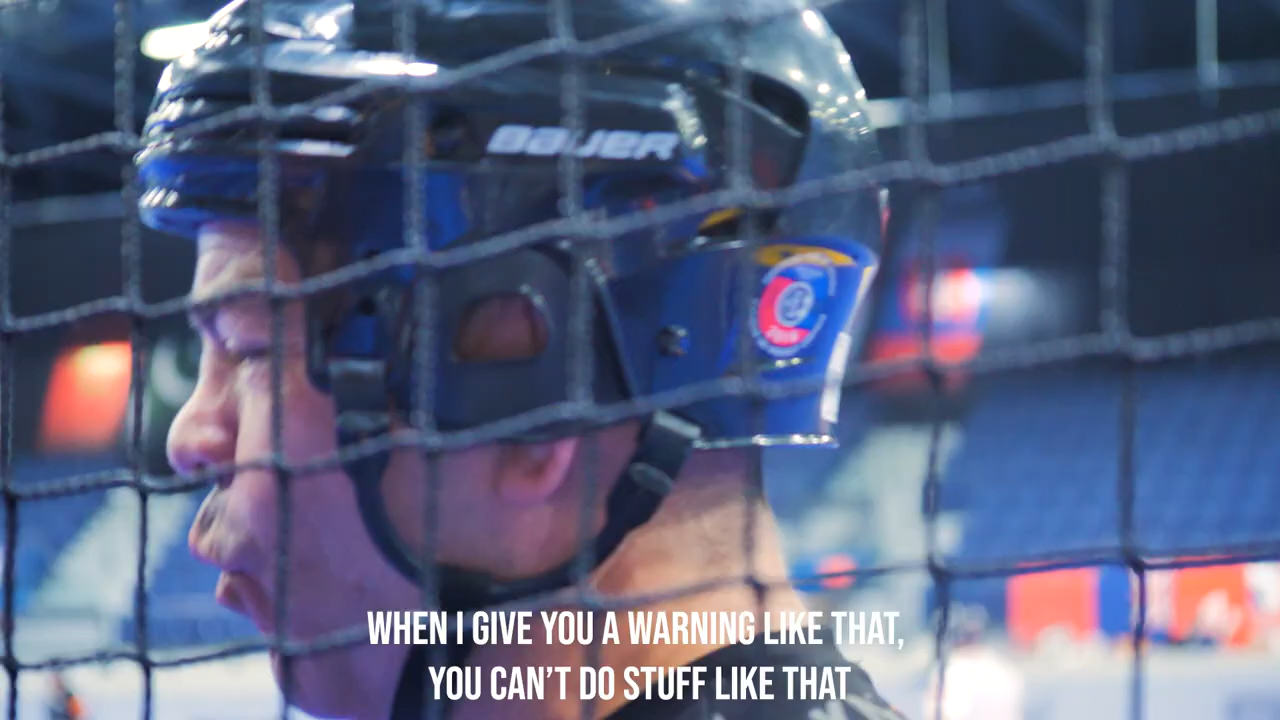 BAUER
WHEN I GIVE YOU A WARNING LIKE THAT,
YOU CAN'T DO STUFF LIKE THAT